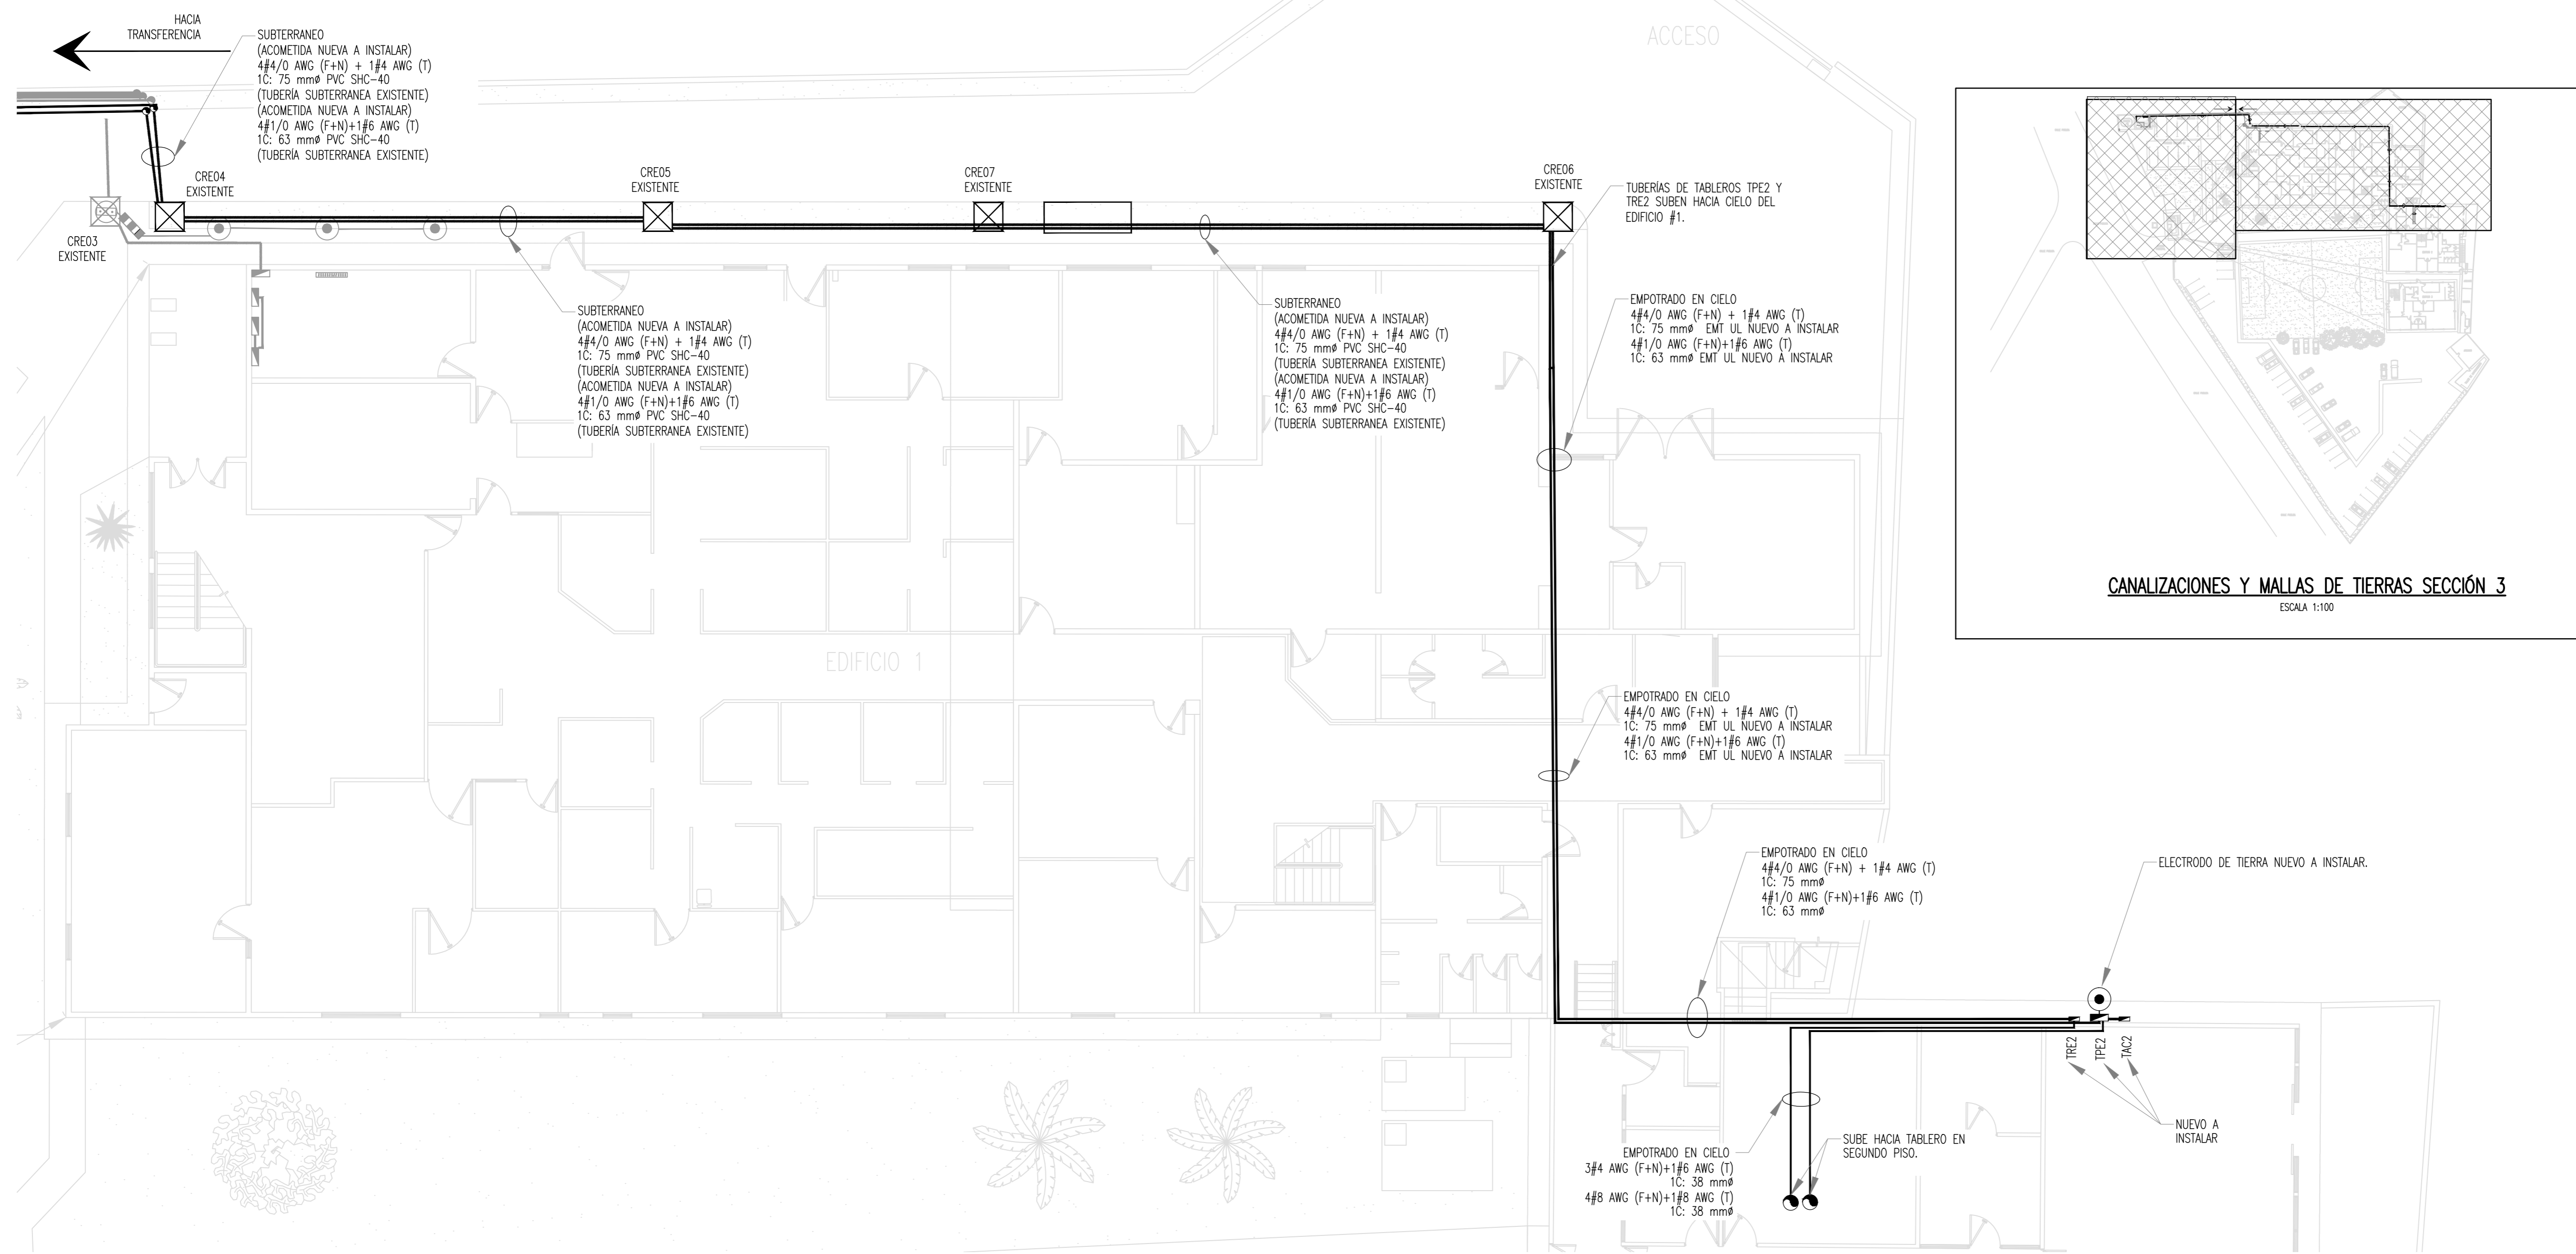 HACIA
TRANSFERENCIA
SUBTERRANEO
(ACOMETIDA NUEVA A INSTALAR)
4#4/0 AWG (F+N) + 1#4 AWG (T)
1C: 75 mmø PVC SHC-40
(TUBERÍA SUBTERRANEA EXISTENTE)
(ACOMETIDA NUEVA A INSTALAR)
4#1/0 AWG (F+N)+1#6 AWG (T)
1C: 63 mmø PVC SHC-40
(TUBERÍA SUBTERRANEA EXISTENTE)
ACCESO
CRE04
EXISTENTE
CRE05
EXISTENTE
CRE07
EXISTENTE
CRE06
EXISTENTE
CRE03
EXISTENTE
TUBERÍAS DE TABLEROS TPE2 Y
TRE2 SUBEN HACIA CIELO DEL
EDIFICIO #1.
SUBTERRANEO
(ACOMETIDA NUEVA A INSTALAR)
4#4/0 AWG (F+N) + 1#4 AWG (T)
1C: 75 mmø PVC SHC-40
(TUBERÍA SUBTERRANEA EXISTENTE)
(ACOMETIDA NUEVA A INSTALAR)
4#1/0 AWG (F+N)+1#6 AWG (T)
1C: 63 mmø PVC SHC-40
(TUBERÍA SUBTERRANEA EXISTENTE)
SUBTERRANEO
(ACOMETIDA NUEVA A INSTALAR)
4#4/0 AWG (F+N) + 1#4 AWG (T)
1C: 75 mmø PVC SHC-40
(TUBERÍA SUBTERRANEA EXISTENTE)
(ACOMETIDA NUEVA A INSTALAR)
4#1/0 AWG (F+N)+1#6 AWG (T)
1C: 63 mmø PVC SHC-40
(TUBERÍA SUBTERRANEA EXISTENTE)
EMPOTRADO EN CIELO
4#4/0 AWG (F+N) + 1#4 AWG (T)
1C: 75 mmø EMT UL NUEVO A INSTALAR
4#1/0 AWG (F+N)+1#6 AWG (T)
1C: 63 mmø EMT UL NUEVO A INSTALAR
CANALIZACIONES Y MALLAS DE TIERRAS SECCIÓN 3
ESCALA 1:100
EDIFICIO 1
EMPOTRADO EN CIELO
4#4/0 AWG (F+N) + 1#4 AWG (T)
1C: 75 mmø EMT UL NUEVO A INSTALAR
4#1/0 AWG (F+N)+1#6 AWG (T)
1C: 63 mmø EMT UL NUEVO A INSTALAR
EMPOTRADO EN CIELO
4#4/0 AWG (F+N) + 1#4 AWG (T)
1C: 75 mmø
4#1/0 AWG (F+N)+1#6 AWG (T)
1C: 63 mmø
ELECTRODO DE TIERRA NUEVO A INSTALAR.
TRE2
TPE2
TAC2
NUEVO A
INSTALAR
SUBE HACIA TABLERO EN
SEGUNDO PISO.
EMPOTRADO EN CIELO
3#4 AWG (F+N)+1#6 AWG (T)
1C: 38 mmø
4#8 AWG (F+N)+1#8 AWG (T)
1C: 38 mmø